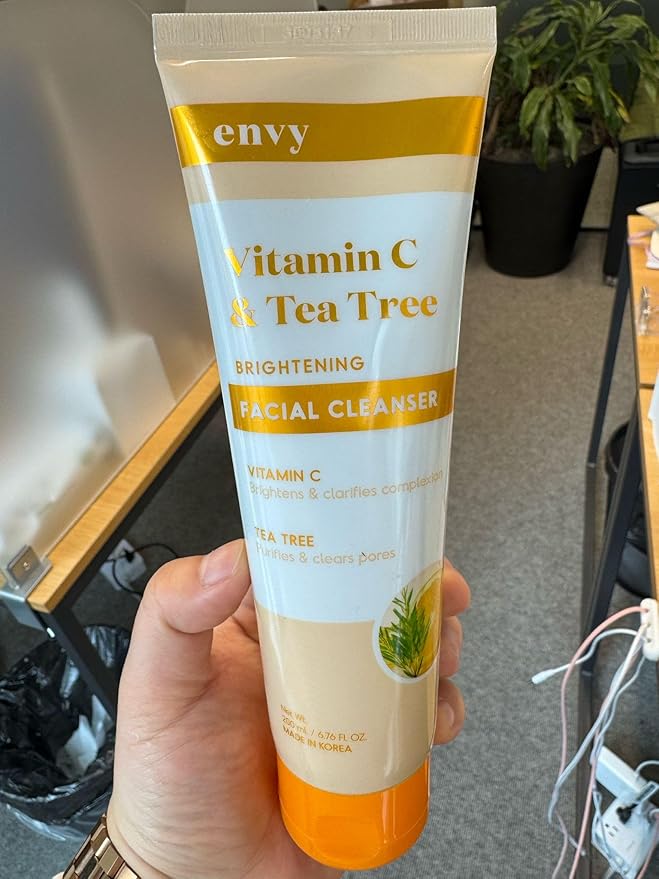 envy
Vitamin C
& Tea Tree
BRIGHTENING
FACIAL CLEANSER
VITAMIN C
Brightens & clarifies complexion
TEA TREE
Purifies & clears pores
Net Wt.
200 mL / 6.76 FL OZ.
MADE IN KOREA